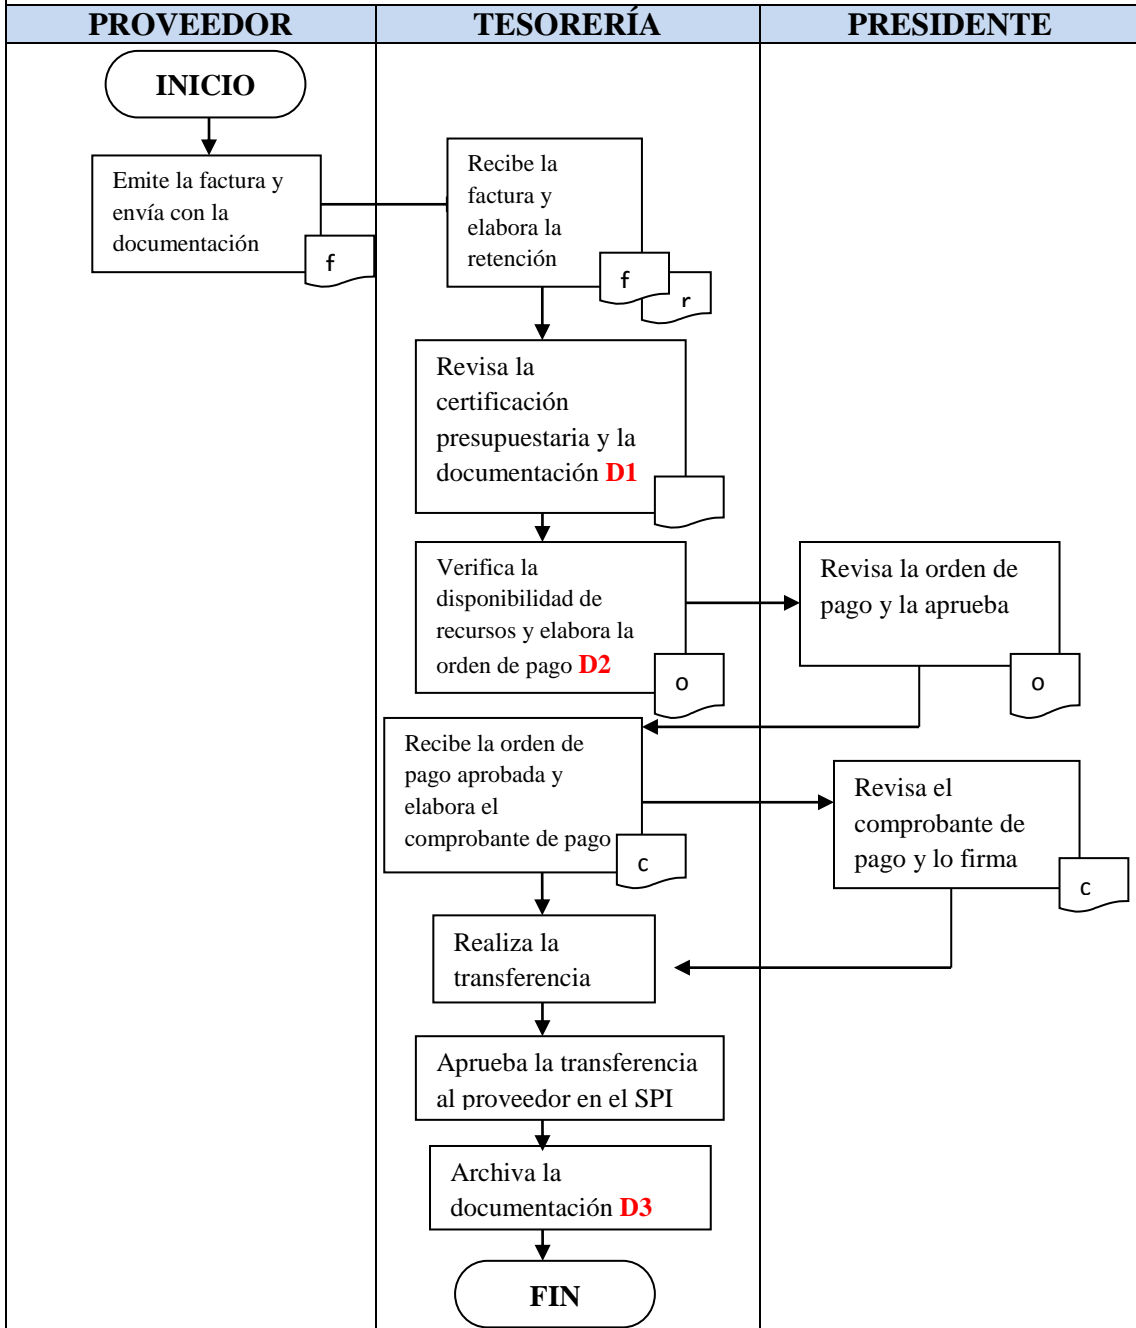 PROVEEDOR
TESORERÍA
PRESIDENTE
INICIO
Emite la factura y
envía con la
documentación
f
Recibe la
factura y
elabora la
retención
f
r
Revisa la
certificación
presupuestaria y la
documentación D1
Verifica la
disponibilidad de
recursos y elabora la
orden de pago D2
o
Revisa la orden de
pago y la aprueba
o
Recibe la orden de
pago aprobada y
elabora el
comprobante de pago
c
Revisa el
comprobante de
pago y lo firma
c
Realiza la
transferencia
Aprueba la transferencia
al proveedor en el SPI
Archiva la
documentación D3
FIN